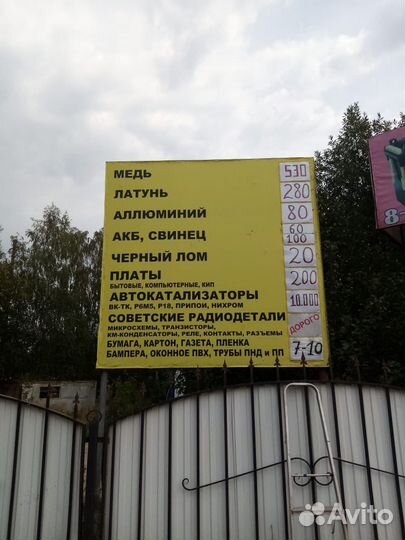 МЕДЬ 530
ЛАТУНЬ 280
АЛЛЮМИНИЙ 80
АКБ, СВИНЕЦ 60 100
ЧЕРНЫЙ ЛОМ 20
ПЛАТЫ 200
БЫТОВЫЕ, КОМПЬЮТЕРНЫЕ, КИП
АВТОКАТАЛИЗАТОРЫ 10.000
ВК-ТК, Р6М5, Р18, ПРИПОИ, НИХРОМ
СОВЕТСКИЕ РАДИОДЕТАЛИ ДОРОГО
МИКРОСХЕМЫ, ТРАНЗИСТОРЫ,
КМ-КОНДЕНСАТОРЫ, РЕЛЕ, КОНТАКТЫ, РАЗЪЕМЫ
БУМАГА, КАРТОН, ГАЗЕТА, ПЛЕНКА 7-10
БАМПЕРА, ОКОННОЕ ПВХ, ТРУБЫ ПНД и ПП
8-
Avito